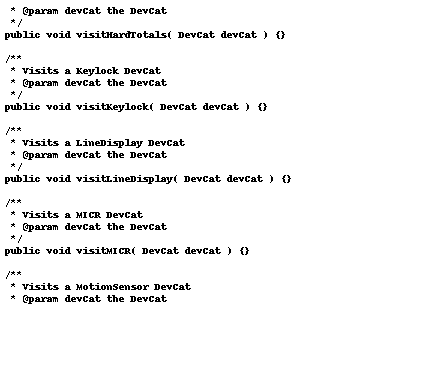 * @param devCat the DevCat
 */
public void visitHardTotals( DevCat devCat ) {}

/**
 * Visits a Keylock DevCat
 * @param devCat the DevCat
 */
public void visitKeylock( DevCat devCat ) {}

/**
 * Visits a LineDisplay DevCat
 * @param devCat the DevCat
 */
public void visitLineDisplay( DevCat devCat ) {}

/**
 * Visits a MICR DevCat
 * @param devCat the DevCat
 */
public void visitMICR( DevCat devCat ) {}

/**
 * Visits a MotionSensor DevCat
 * @param devCat the DevCat